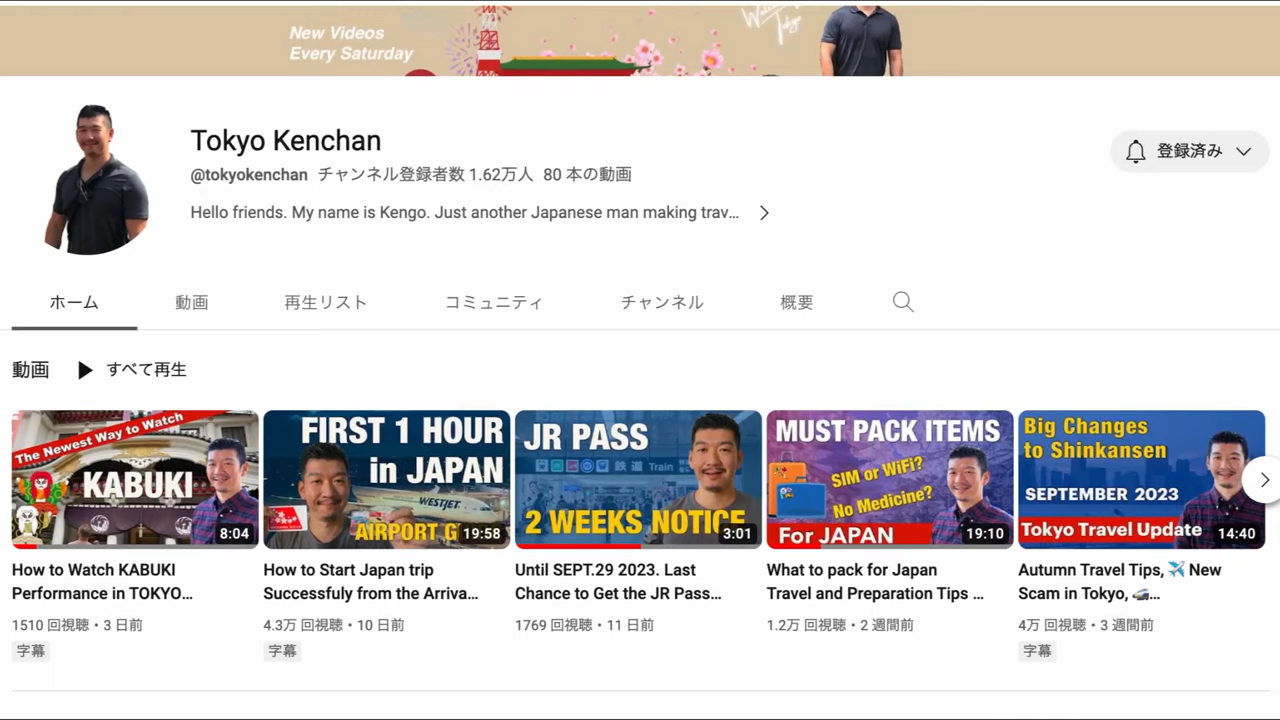 New Videos
Every Saturday
Tokyo
Tokyo Kenchan
@tokyokenchan チャンネル登録者数 1.62万人 80 本の動画
登録済み
Hello friends. My name is Kengo. Just another Japanese man making trav...
ホーム 動画 再生リスト コミュニティ チャンネル 概要
動画 すべて再生
The Newest Way to Watch
KABUKI
8:04
FIRST 1 HOUR
in JAPAN
WESTJET
AIRPORT G
19:58
JR PASS
鉄道 Train
2 WEEKS NOTICE
3:01
MUST PACK ITEMS
SIM or WiFi?
No Medicine?
For JAPAN
19:10
Big Changes
to Shinkansen
SEPTEMBER 2023
Tokyo Travel Update
14:40
How to Watch KABUKI
Performance in TOKYO...
1510 回視聴・3 日前
字幕
How to Start Japan trip
Successfuly from the Arriva...
4.3万 回視聴・10 日前
字幕
Until SEPT.29 2023. Last
Chance to Get the JR Pass...
1769 回視聴・11 日前
What to pack for Japan
Travel and Preparation Tips ...
1.2万 回視聴・2 週間前
Autumn Travel Tips, ✈️ New
Scam in Tokyo, 🚅...
4万 回視聴・3 週間前
字幕